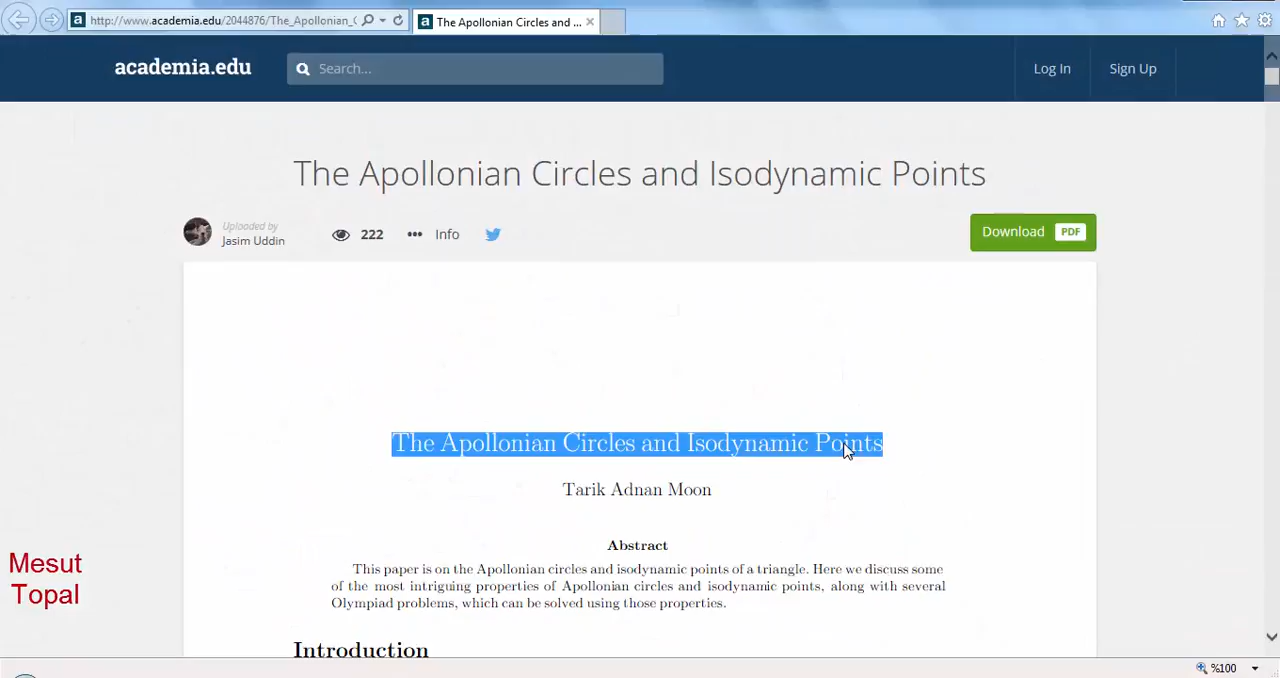 http://www.academia.edu/2044876/The_Apollonian_C
The Apollonian Circles and ...
academia.edu
Search...
Log In
Sign Up
The Apollonian Circles and Isodynamic Points
Uploaded by
Jasim Uddin
222
Info
Download PDF
The Apollonian Circles and Isodynamic Points
Tarik Adnan Moon
Abstract
This paper is on the Apollonian circles and isodynamic points of a triangle. Here we discuss some
of the most intriguing properties of Apollonian circles and isodynamic points, along with several
Olympiad problems, which can be solved using those properties.
Introduction
Mesut
Topal
%100